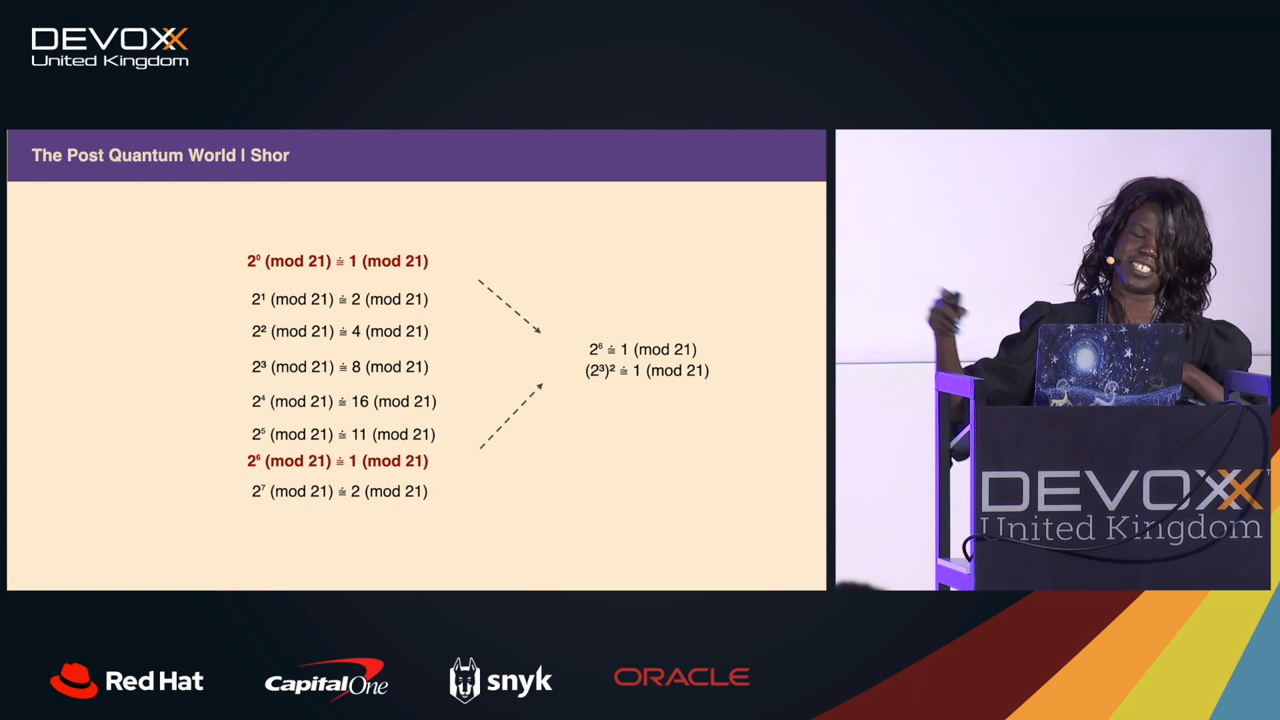 DEVOXX
United Kingdom
The Post Quantum World | Shor
2⁰ (mod 21) ≟ 1 (mod 21)
2¹ (mod 21) ≟ 2 (mod 21)
2² (mod 21) ≟ 4 (mod 21)
2³ (mod 21) ≟ 8 (mod 21)
2⁴ (mod 21) ≟ 16 (mod 21)
2⁵ (mod 21) ≟ 11 (mod 21)
2⁶ (mod 21) ≟ 1 (mod 21)
2⁷ (mod 21) ≟ 2 (mod 21)
2⁶ ≟ 1 (mod 21)
(2³)² ≟ 1 (mod 21)
DEVOXX™
United Kingdom
Red Hat
Capital One
snyk
ORACLE